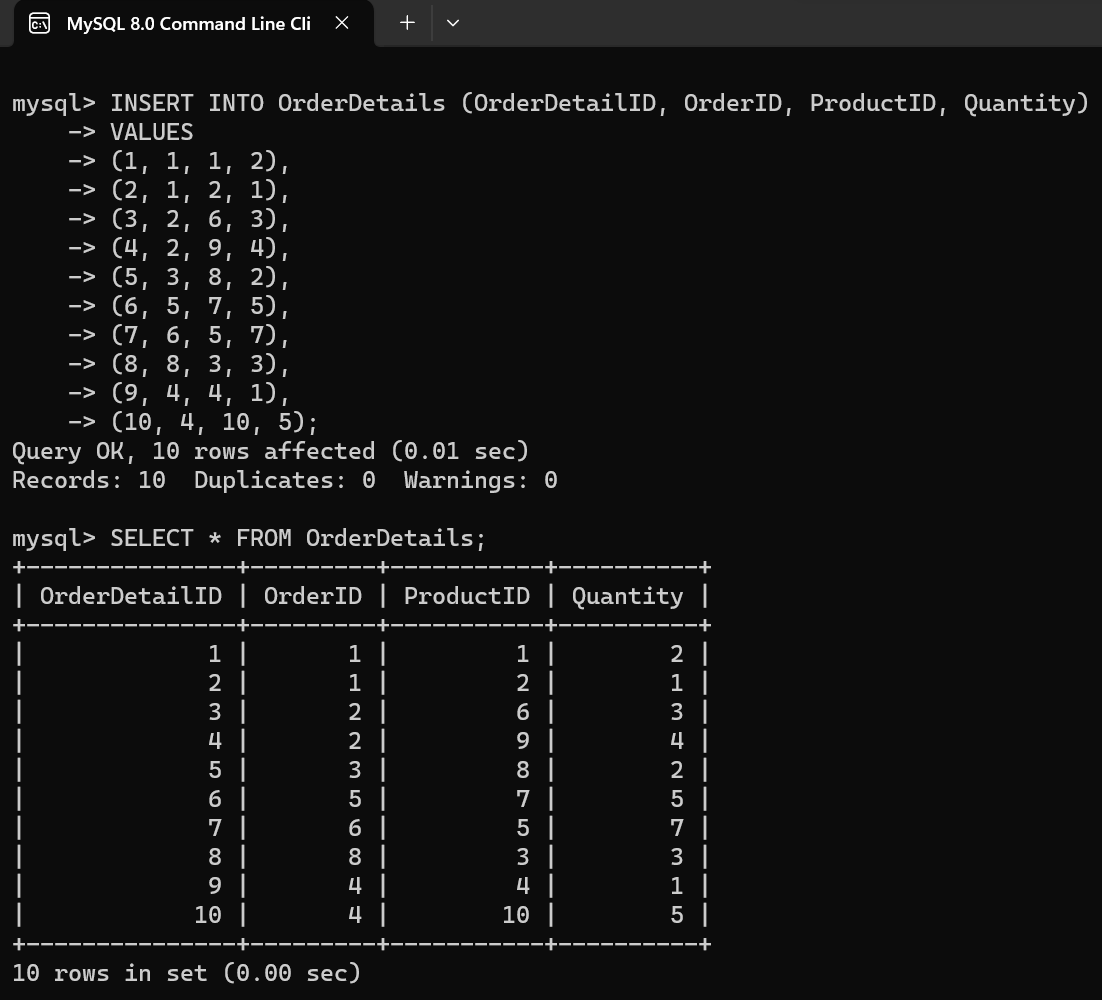 MySQL 8.0 Command Line Cli
mysql> INSERT INTO OrderDetails (OrderDetailID, OrderID, ProductID, Quantity)
    -> VALUES
    -> (1, 1, 1, 2),
    -> (2, 1, 2, 1),
    -> (3, 2, 6, 3),
    -> (4, 2, 9, 4),
    -> (5, 3, 8, 2),
    -> (6, 5, 7, 5),
    -> (7, 6, 5, 7),
    -> (8, 8, 3, 3),
    -> (9, 4, 4, 1),
    -> (10, 4, 10, 5);
Query OK, 10 rows affected (0.01 sec)
Records: 10  Duplicates: 0  Warnings: 0
mysql> SELECT * FROM OrderDetails;
+---------------+---------+-----------+----------+
| OrderDetailID | OrderID | ProductID | Quantity |
+---------------+---------+-----------+----------+
|             1 |       1 |         1 |        2 |
|             2 |       1 |         2 |        1 |
|             3 |       2 |         6 |        3 |
|             4 |       2 |         9 |        4 |
|             5 |       3 |         8 |        2 |
|             6 |       5 |         7 |        5 |
|             7 |       6 |         5 |        7 |
|             8 |       8 |         3 |        3 |
|             9 |       4 |         4 |        1 |
|            10 |       4 |        10 |        5 |
+---------------+---------+-----------+----------+
10 rows in set (0.00 sec)